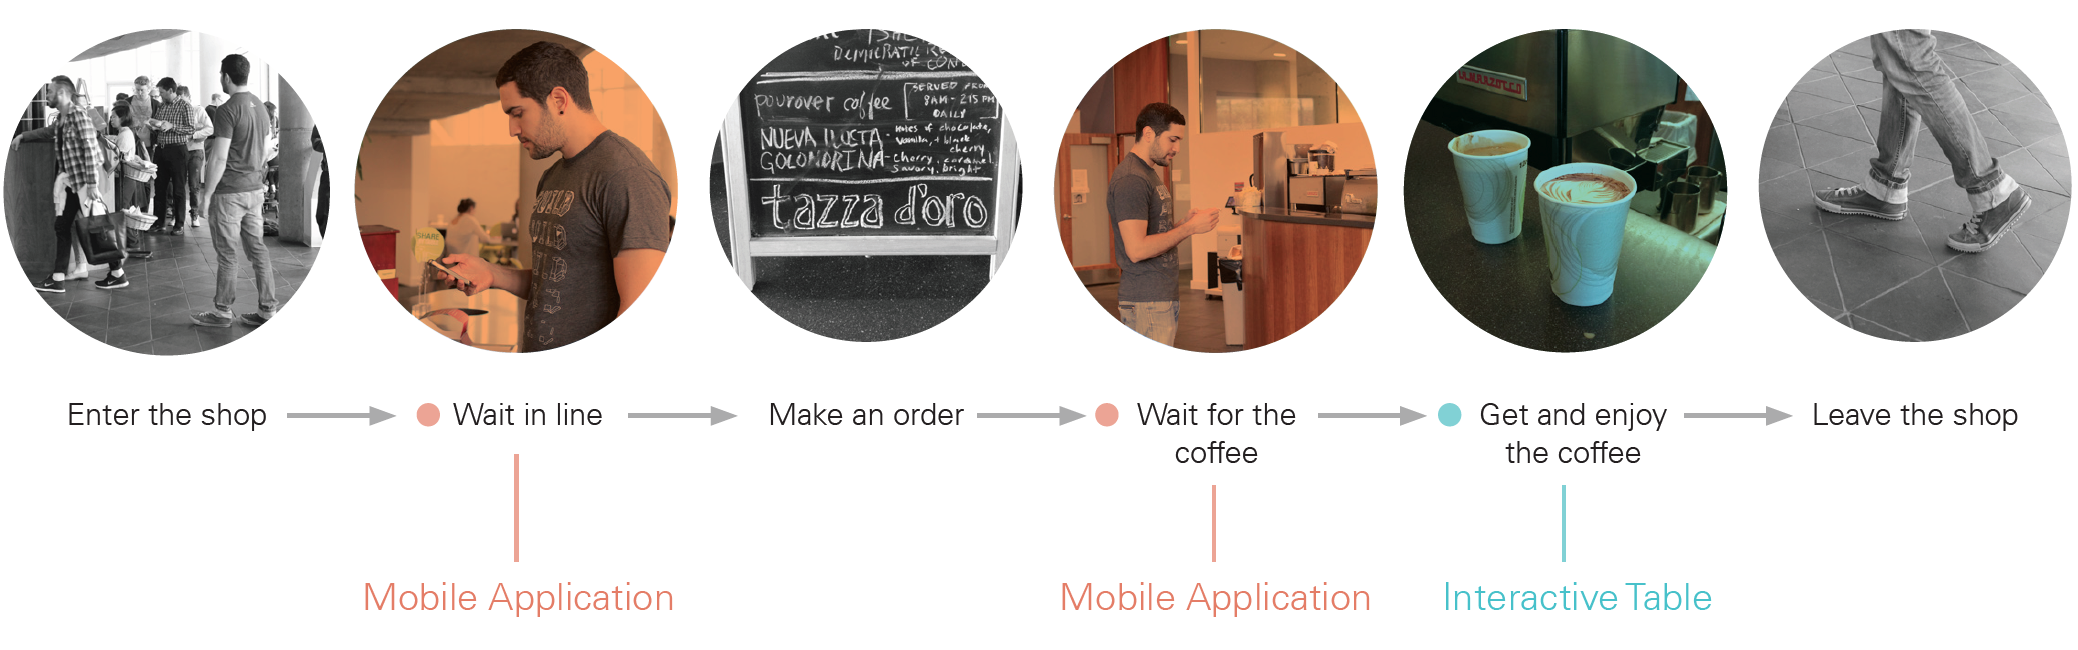 DEMOCRATIC RE
OF CON
pourover coffee
SERVED FROM
8AM - 2:15 PM
DAILY
NUEVA ILUSTA - Notes of chocolate,
vanilla, + black
cherry
GOLONDRINA - Cherry, caramel,
savory, bright
tazza d'oro
SHARE
BUILD
Enter the shop
Wait in line
Make an order
Wait for the
coffee
Get and enjoy
the coffee
Leave the shop
Mobile Application
Mobile Application
Interactive Table